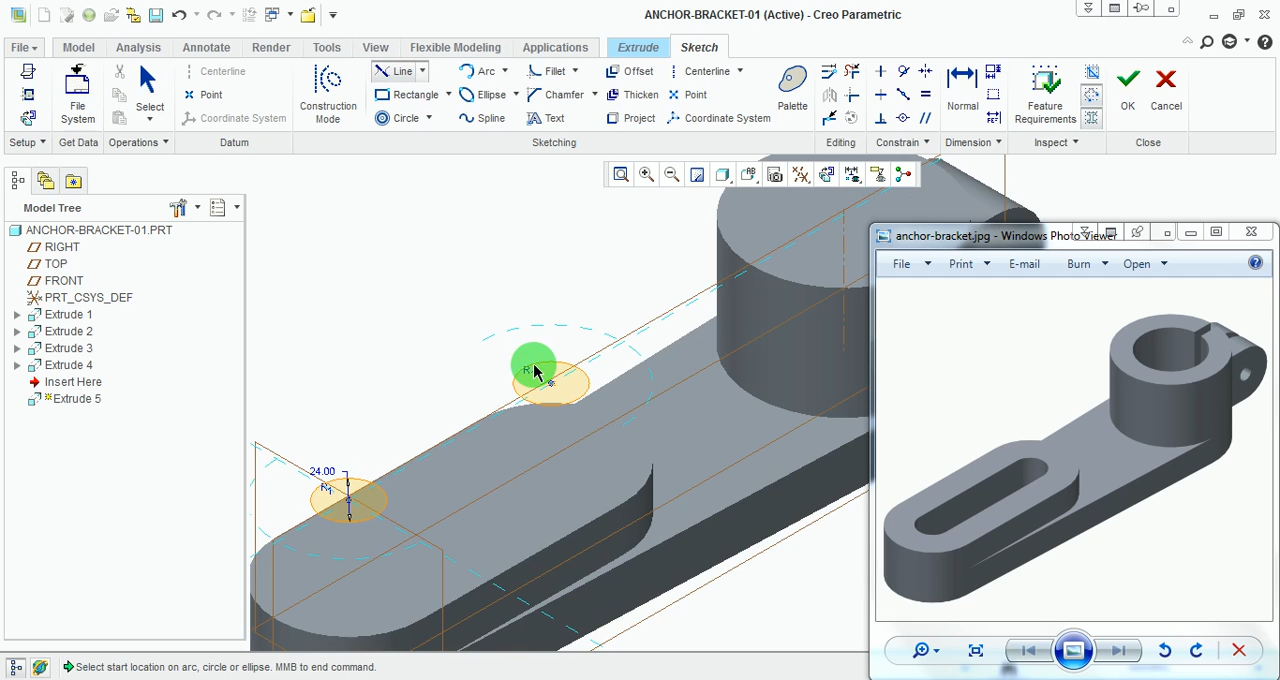 ANCHOR-BRACKET-01 (Active) - Creo Parametric
File Model Analysis Annotate Render Tools View Flexible Modeling Applications Extrude Sketch
Centerline Line Arc Fillet Offset Centerline
Point Rectangle Ellipse Chamfer Thicken Point
Coordinate System Circle Spline Text Project Coordinate System
File System Select Construction Mode Palette Normal Feature Requirements OK Cancel
Setup Get Data Operations Datum Sketching Editing Constrain Dimension Inspect Close
Model Tree
ANCHOR-BRACKET-01.PRT
RIGHT
TOP
FRONT
PRT_CSYS_DEF
Extrude 1
Extrude 2
Extrude 3
Extrude 4
Insert Here
Extrude 5
24.00
R1
anchor-bracket.jpg - Windows Photo Viewer
File Print E-mail Burn Open
Select start location on arc, circle or ellipse. MMB to end command.